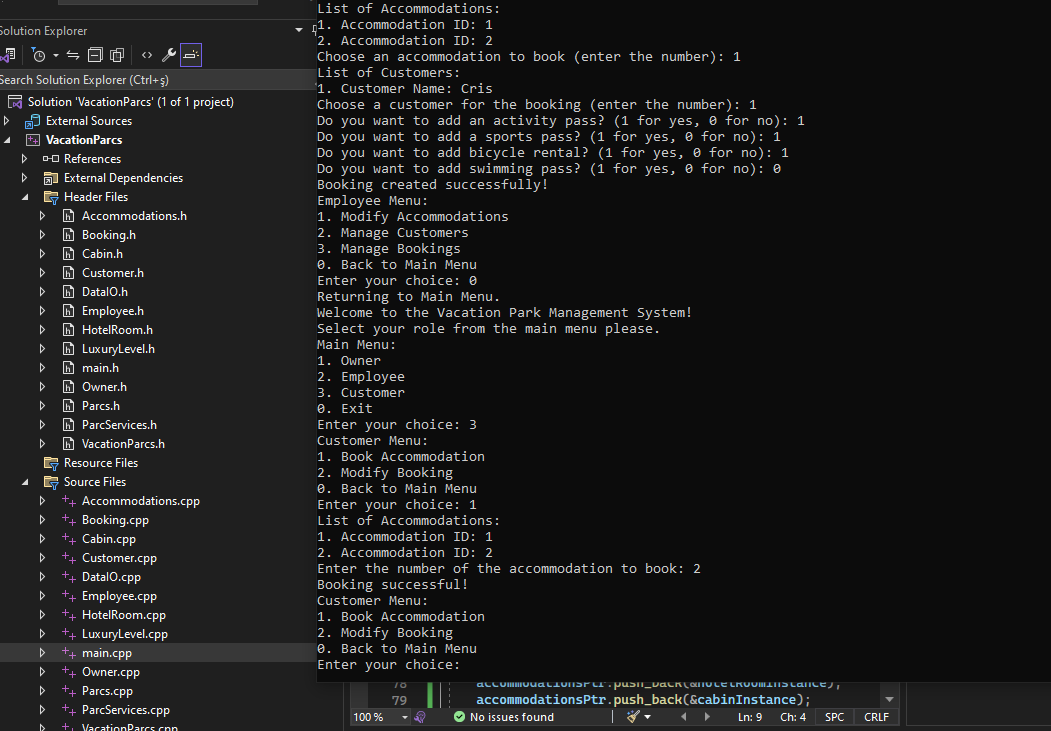 Solution Explorer
Search Solution Explorer (Ctrl+ş)
Solution 'VacationParcs' (1 of 1 project)
External Sources
VacationParcs
References
External Dependencies
Header Files
Accommodations.h
Booking.h
Cabin.h
Customer.h
DataIO.h
Employee.h
HotelRoom.h
LuxuryLevel.h
main.h
Owner.h
Parcs.h
ParcServices.h
VacationParcs.h
Resource Files
Source Files
Accommodations.cpp
Booking.cpp
Cabin.cpp
Customer.cpp
DataIO.cpp
Employee.cpp
HotelRoom.cpp
LuxuryLevel.cpp
main.cpp
Owner.cpp
Parcs.cpp
ParcServices.cpp
VacationParcs.cpp
List of Accommodations:
1. Accommodation ID: 1
2. Accommodation ID: 2
Choose an accommodation to book (enter the number): 1
List of Customers:
1. Customer Name: Cris
Choose a customer for the booking (enter the number): 1
Do you want to add an activity pass? (1 for yes, 0 for no): 1
Do you want to add a sports pass? (1 for yes, 0 for no): 1
Do you want to add bicycle rental? (1 for yes, 0 for no): 1
Do you want to add swimming pass? (1 for yes, 0 for no): 0
Booking created successfully!
Employee Menu:
1. Modify Accommodations
2. Manage Customers
3. Manage Bookings
0. Back to Main Menu
Enter your choice: 0
Returning to Main Menu.
Welcome to the Vacation Park Management System!
Select your role from the main menu please.
Main Menu:
1. Owner
2. Employee
3. Customer
0. Exit
Enter your choice: 3
Customer Menu:
1. Book Accommodation
2. Modify Booking
0. Back to Main Menu
Enter your choice: 1
List of Accommodations:
1. Accommodation ID: 1
2. Accommodation ID: 2
Enter the number of the accommodation to book: 2
Booking successful!
Customer Menu:
1. Book Accommodation
2. Modify Booking
0. Back to Main Menu
Enter your choice:
78 accommodationsPtr.push_back(&hotelRoomInstance);
79 accommodationsPtr.push_back(&cabinInstance);
100 % No issues found Ln: 9 Ch: 4 SPC CRLF